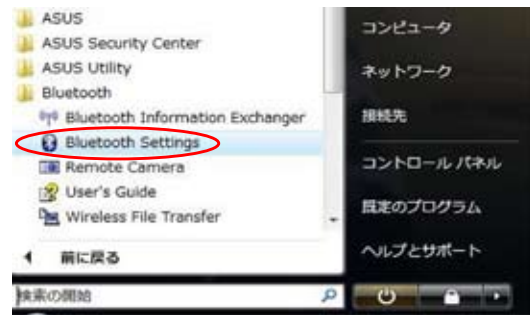 ASUS
ASUS Security Center
ASUS Utility
Bluetooth
Bluetooth Information Exchanger
Bluetooth Settings
Remote Camera
User's Guide
Wireless File Transfer
前に戻る
検索の開始
コンピュータ
ネットワーク
接続先
コントロール パネル
既定のプログラム
ヘルプとサポート